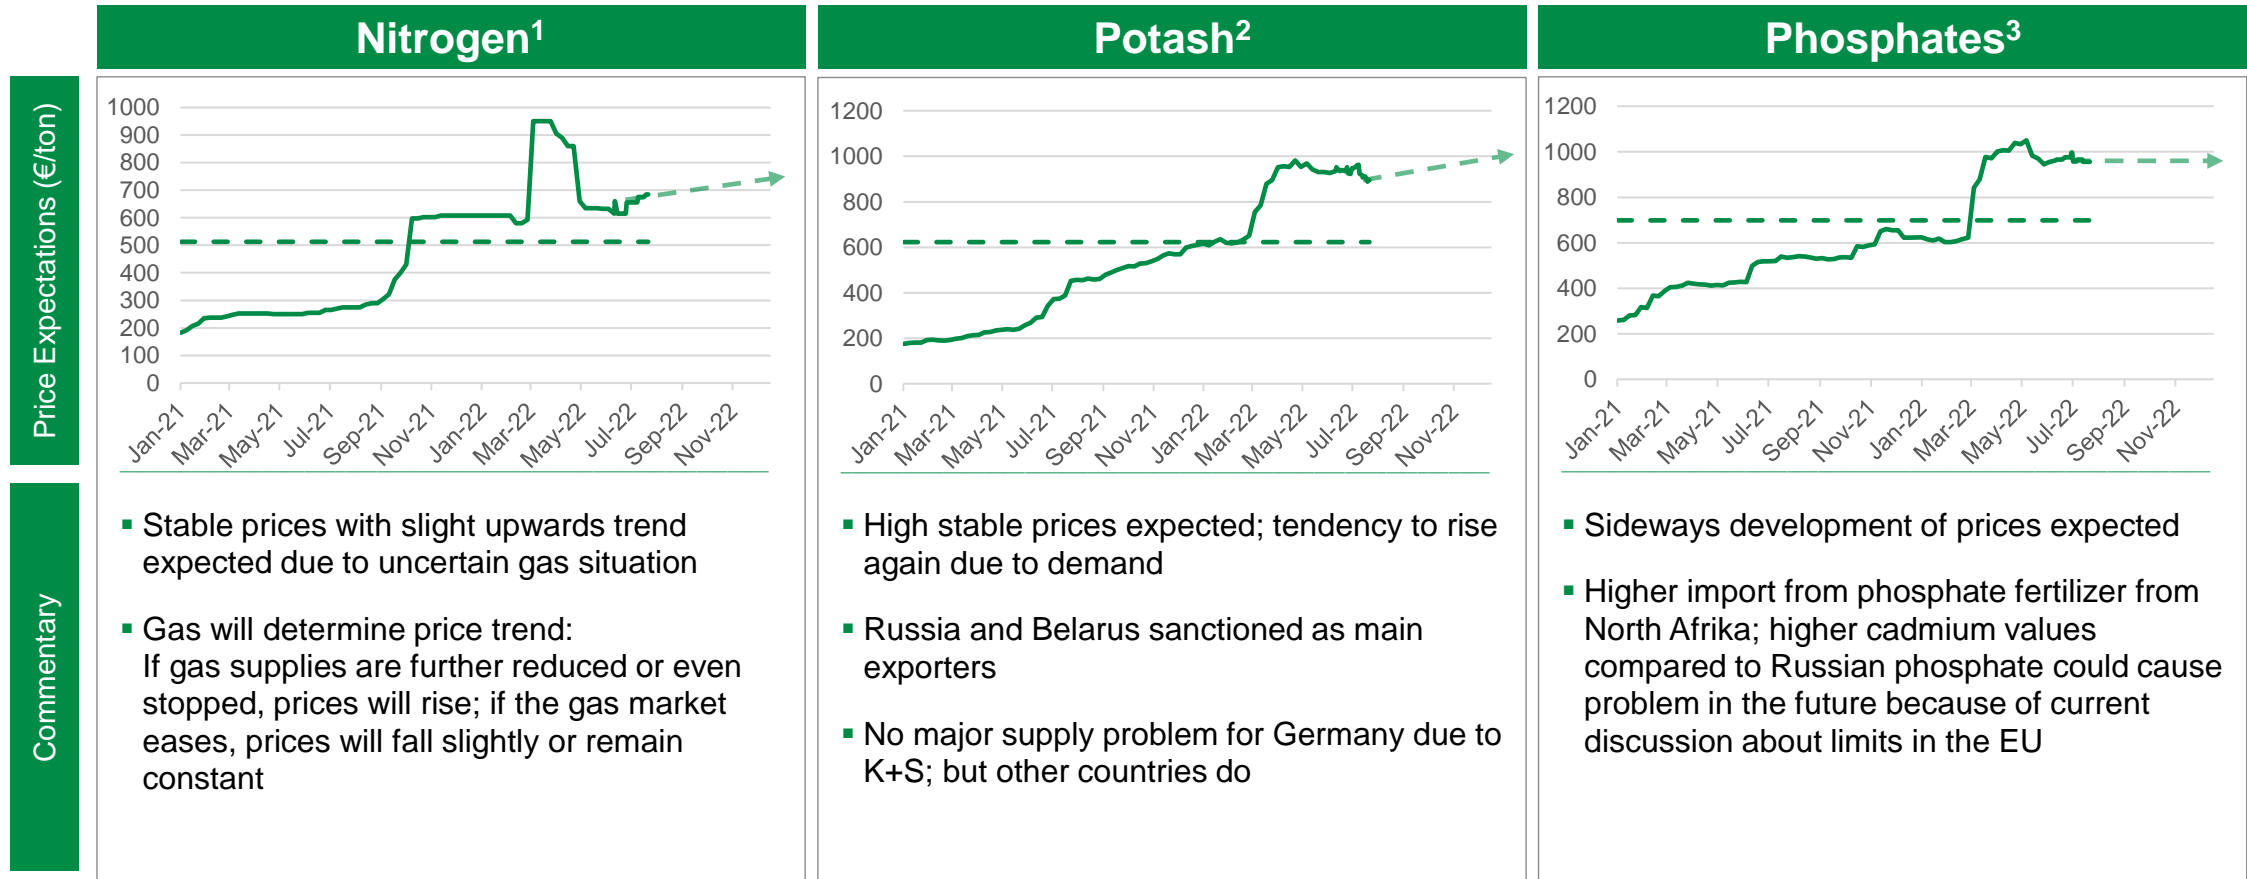 Nitrogen¹
Potash²
Phosphates³
Price Expectations (€/ton)
1000
900
800
700
600
500
400
300
200
100
0
Jan-21
Mar-21
May-21
Jul-21
Sep-21
Nov-21
Jan-22
Mar-22
May-22
Jul-22
Sep-22
Nov-22
1200
1000
800
600
400
200
0
Jan-21
Mar-21
May-21
Jul-21
Sep-21
Nov-21
Jan-22
Mar-22
May-22
Jul-22
Sep-22
Nov-22
1200
1000
800
600
400
200
0
Jan-21
Mar-21
May-21
Jul-21
Sep-21
Nov-21
Jan-22
Mar-22
May-22
Jul-22
Sep-22
Nov-22
Commentary
▪ Stable prices with slight upwards trend
expected due to uncertain gas situation
▪ Gas will determine price trend:
If gas supplies are further reduced or even
stopped, prices will rise; if the gas market
eases, prices will fall slightly or remain
constant
▪ High stable prices expected; tendency to rise
again due to demand
▪ Russia and Belarus sanctioned as main
exporters
▪ No major supply problem for Germany due to
K+S; but other countries do
▪ Sideways development of prices expected
▪ Higher import from phosphate fertilizer from
North Afrika; higher cadmium values
compared to Russian phosphate could cause
problem in the future because of current
discussion about limits in the EU